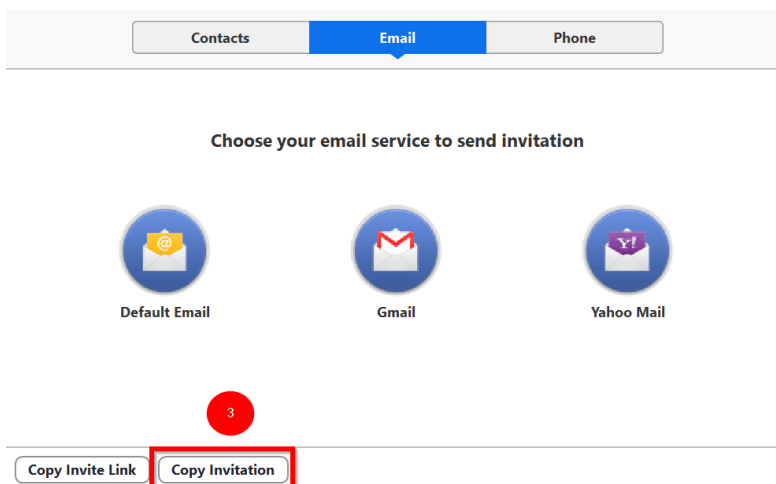 Contacts Email Phone
Choose your email service to send invitation
@ Y!
Default Email Gmail Yahoo Mail
3
Copy Invite Link Copy Invitation